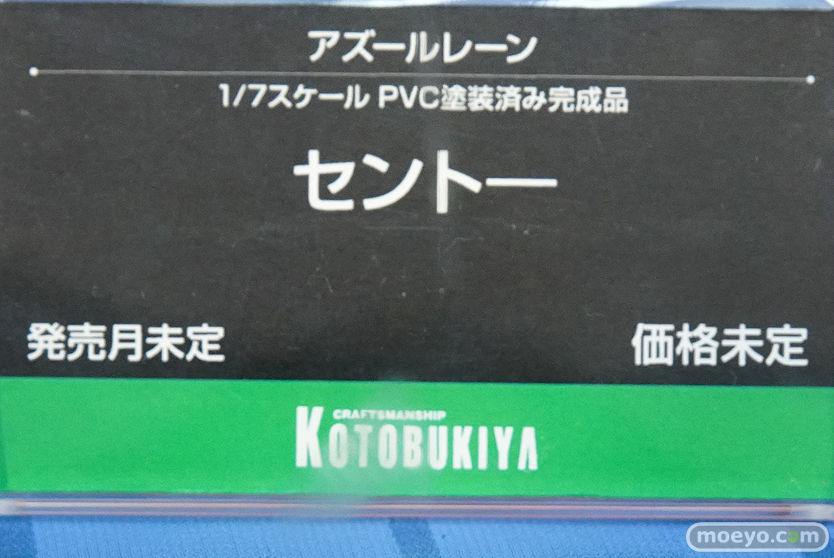 アズールレーン
1/7スケール PVC塗装済み完成品
セントー
発売月未定
価格未定
CRAFTSMANSHIP
KOTOBUKIYA
moeyo.com